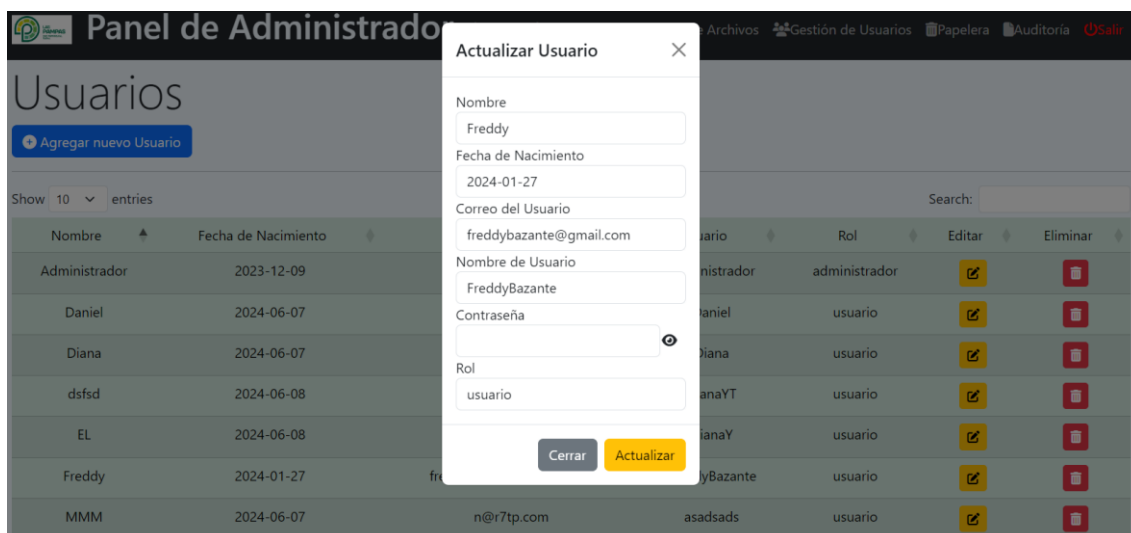 Panel de Administrador
Archivos Gestión de Usuarios Papelera Auditoría Salir
Usuarios
Agregar nuevo Usuario
Show 10 entries
Search:
Nombre Fecha de Nacimiento Rol Editar Eliminar
Administrador 2023-12-09 administrador
Daniel 2024-06-07 usuario
Diana 2024-06-07 usuario
dsfsd 2024-06-08 usuario
EL 2024-06-08 usuario
Freddy 2024-01-27 usuario
MMM 2024-06-07 n@r7tp.com asadsads usuario
Actualizar Usuario
Nombre
Freddy
Fecha de Nacimiento
2024-01-27
Correo del Usuario
freddybazante@gmail.com
Nombre de Usuario
FreddyBazante
Contraseña
Rol
usuario
Cerrar Actualizar